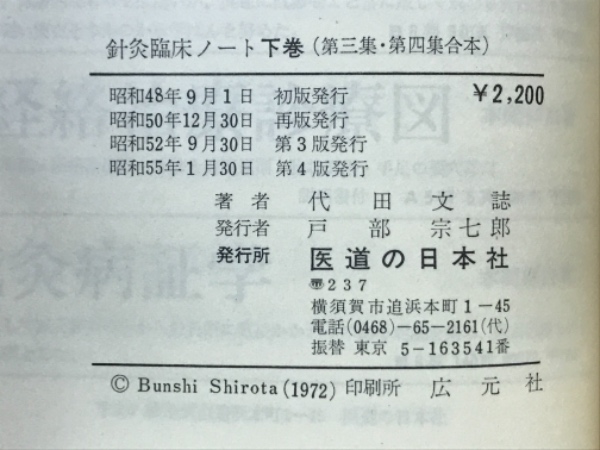 針灸臨床ノート下巻(第三集・第四集合本)
昭和48年9月1日 初版発行 ¥2,200
昭和50年12月30日 再版発行
昭和52年9月30日 第3版発行
昭和55年1月30日 第4版発行
著者 代田文誌
発行者 戸部宗七郎
発行所 医道の日本社
〠237
横須賀市追浜本町1-45
電話(0468)-65-2161(代)
振替 東京 5-163541番
© Bunshi Shirota (1972) 印刷所 広元社